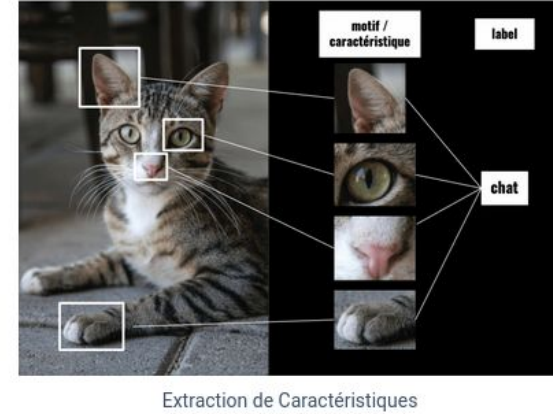 motif /
caractéristique
label
chat
Extraction de Caractéristiques